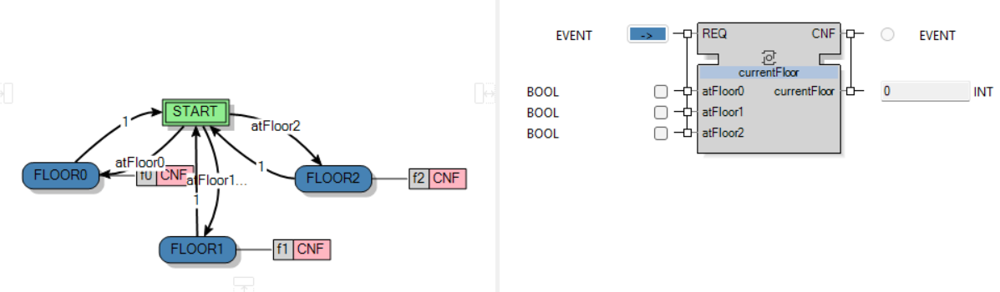 START
1
atFloor2
atFloor0
FLOOR0
f0 CNF
atFloor1...
1
FLOOR2
f2 CNF
1
FLOOR1
f1 CNF
EVENT
->
REQ
CNF
EVENT
currentFloor
BOOL
atFloor0
currentFloor
0
INT
BOOL
atFloor1
BOOL
atFloor2